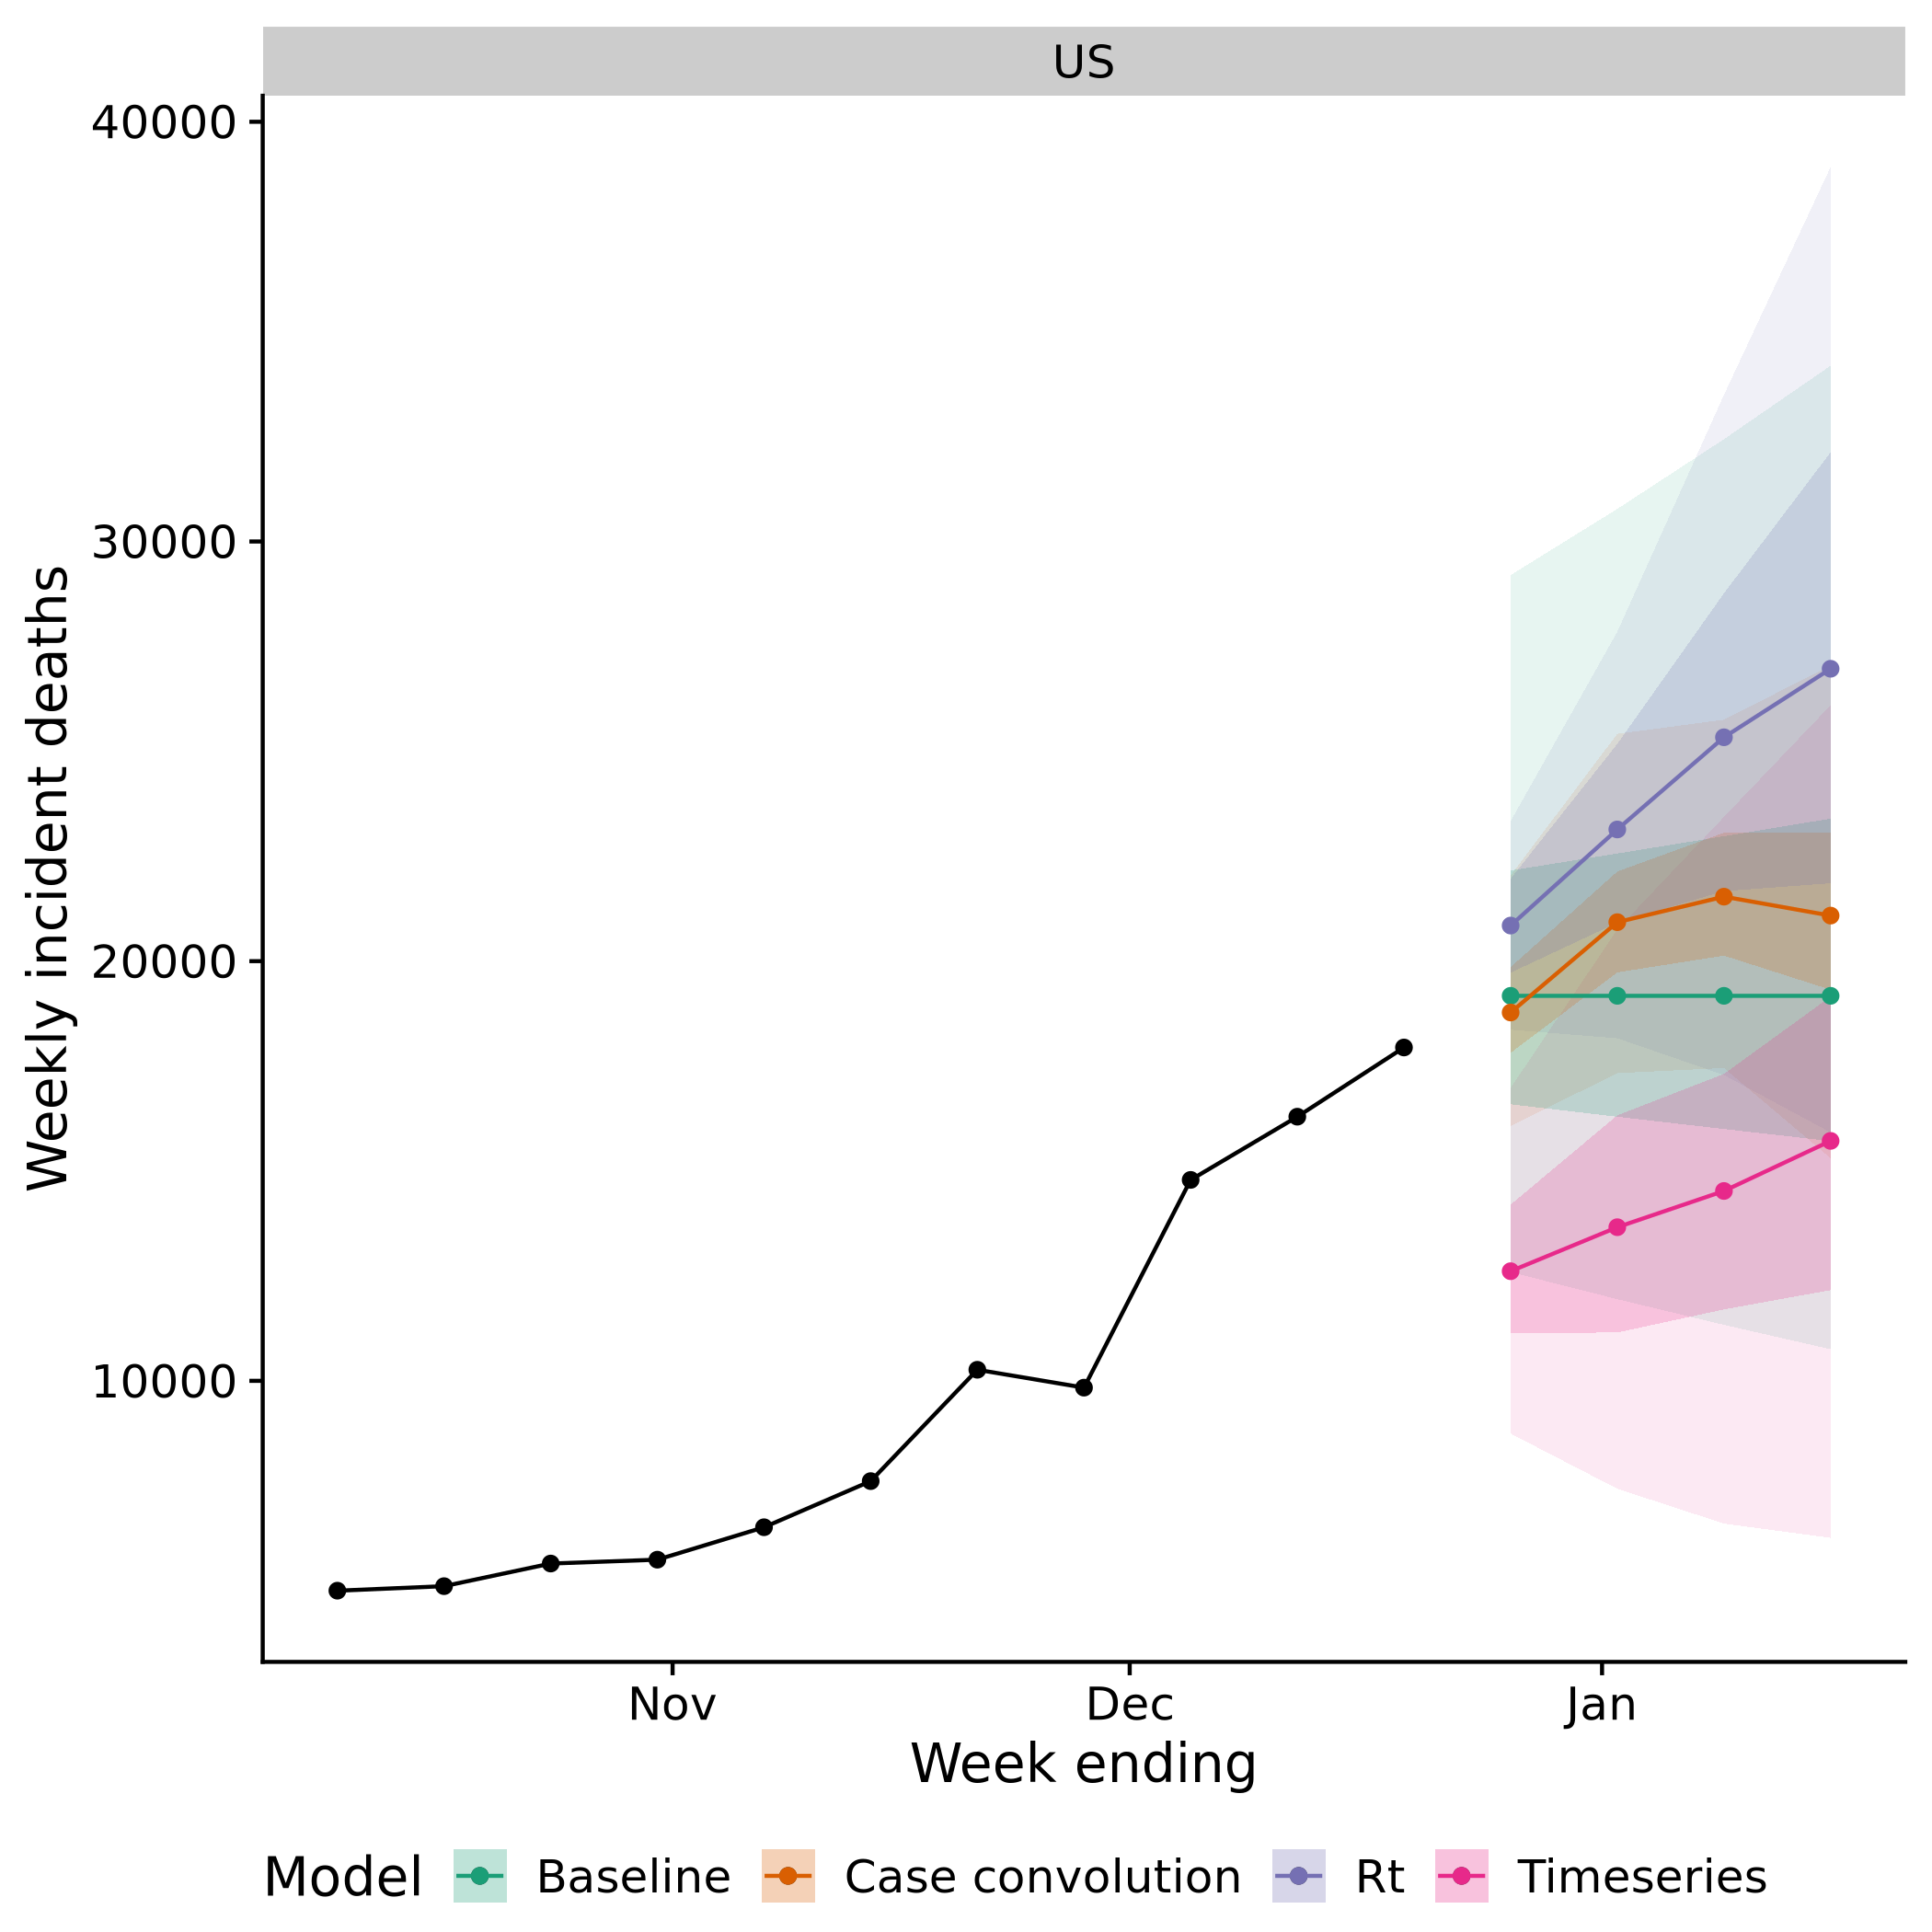 US
40000
30000
20000
10000
Weekly incident deaths
Nov Dec Jan
Week ending
Model Baseline Case convolution Rt Timeseries